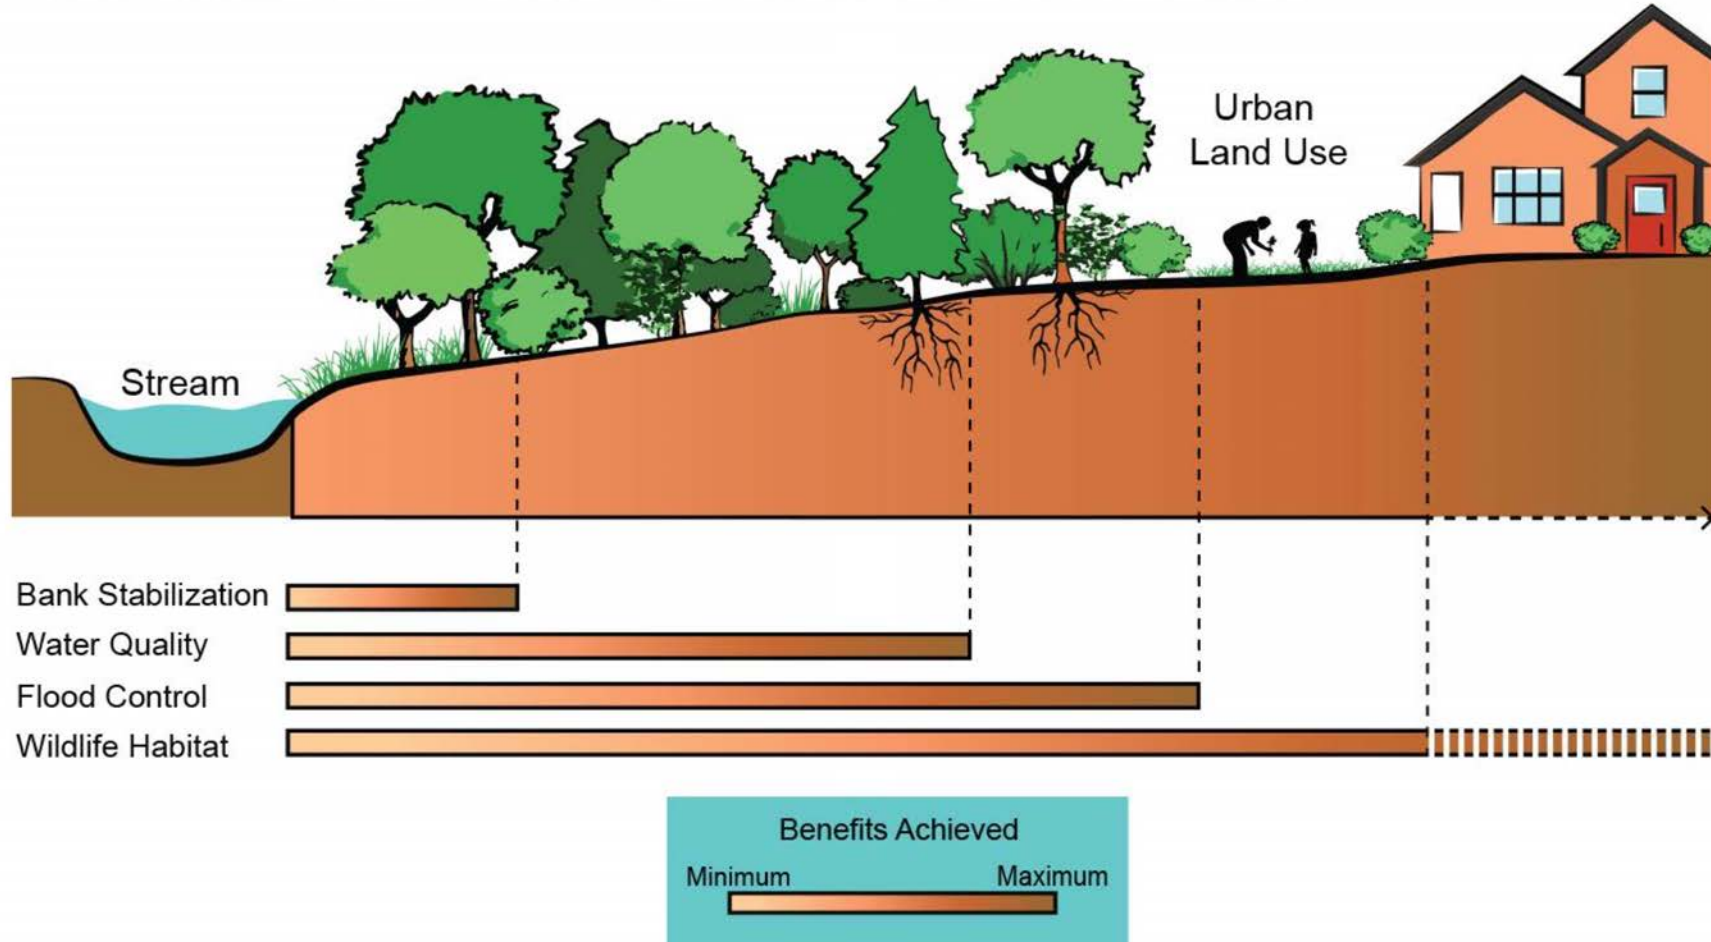 Urban
Land Use
Stream
Bank Stabilization
Water Quality
Flood Control
Wildlife Habitat
Benefits Achieved
Minimum Maximum